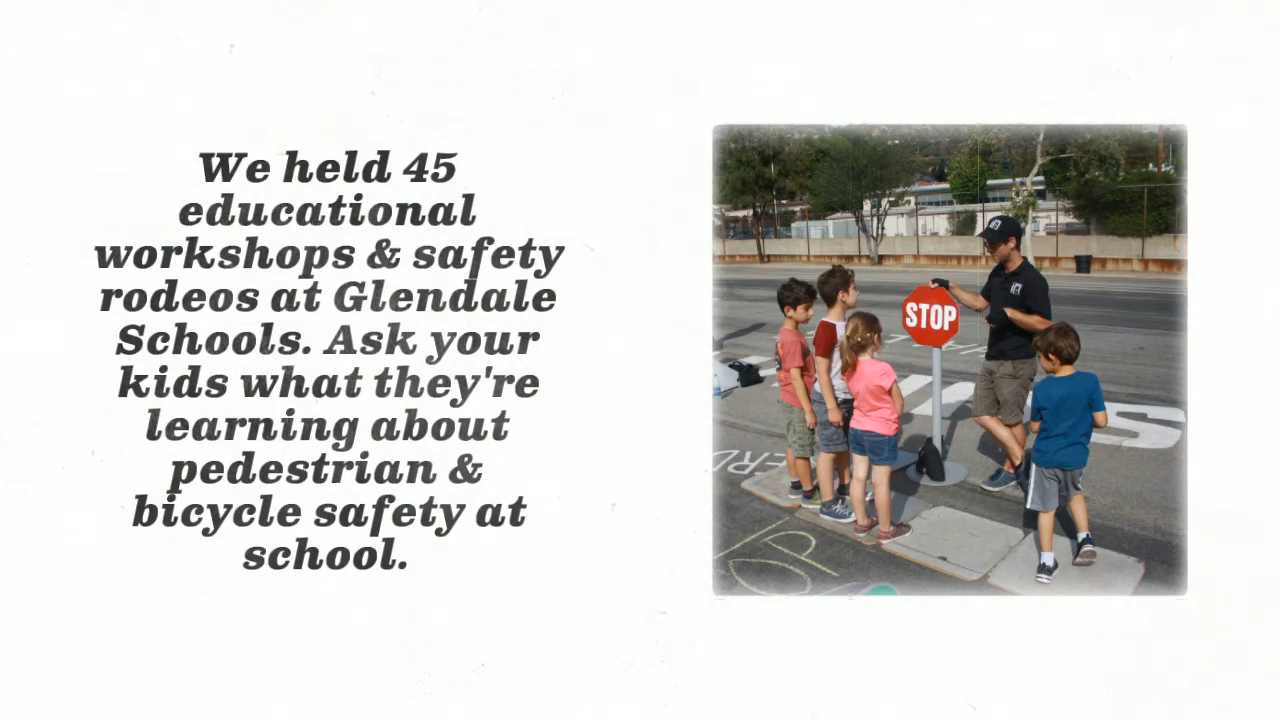 We held 45
educational
workshops & safety
rodeos at Glendale
Schools. Ask your
kids what they're
learning about
pedestrian &
bicycle safety at
school.
STOP